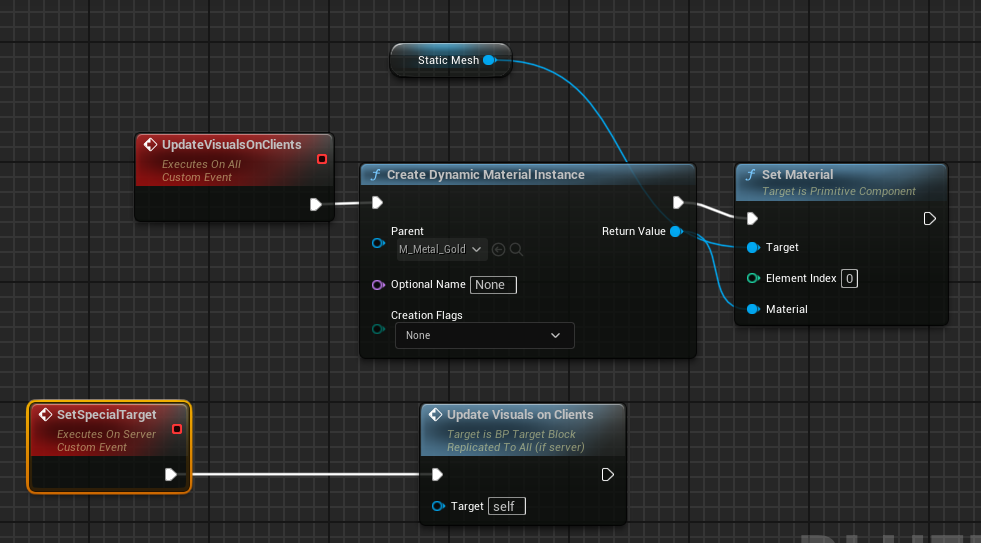 Static Mesh
UpdateVisualsOnClients
Executes On All
Custom Event
Create Dynamic Material Instance
Parent
M_Metal_Gold
Return Value
Optional Name None
Creation Flags
None
Set Material
Target is Primitive Component
Target
Element Index 0
Material
SetSpecialTarget
Executes On Server
Custom Event
Update Visuals on Clients
Target is BP Target Block
Replicated To All (if server)
Target self